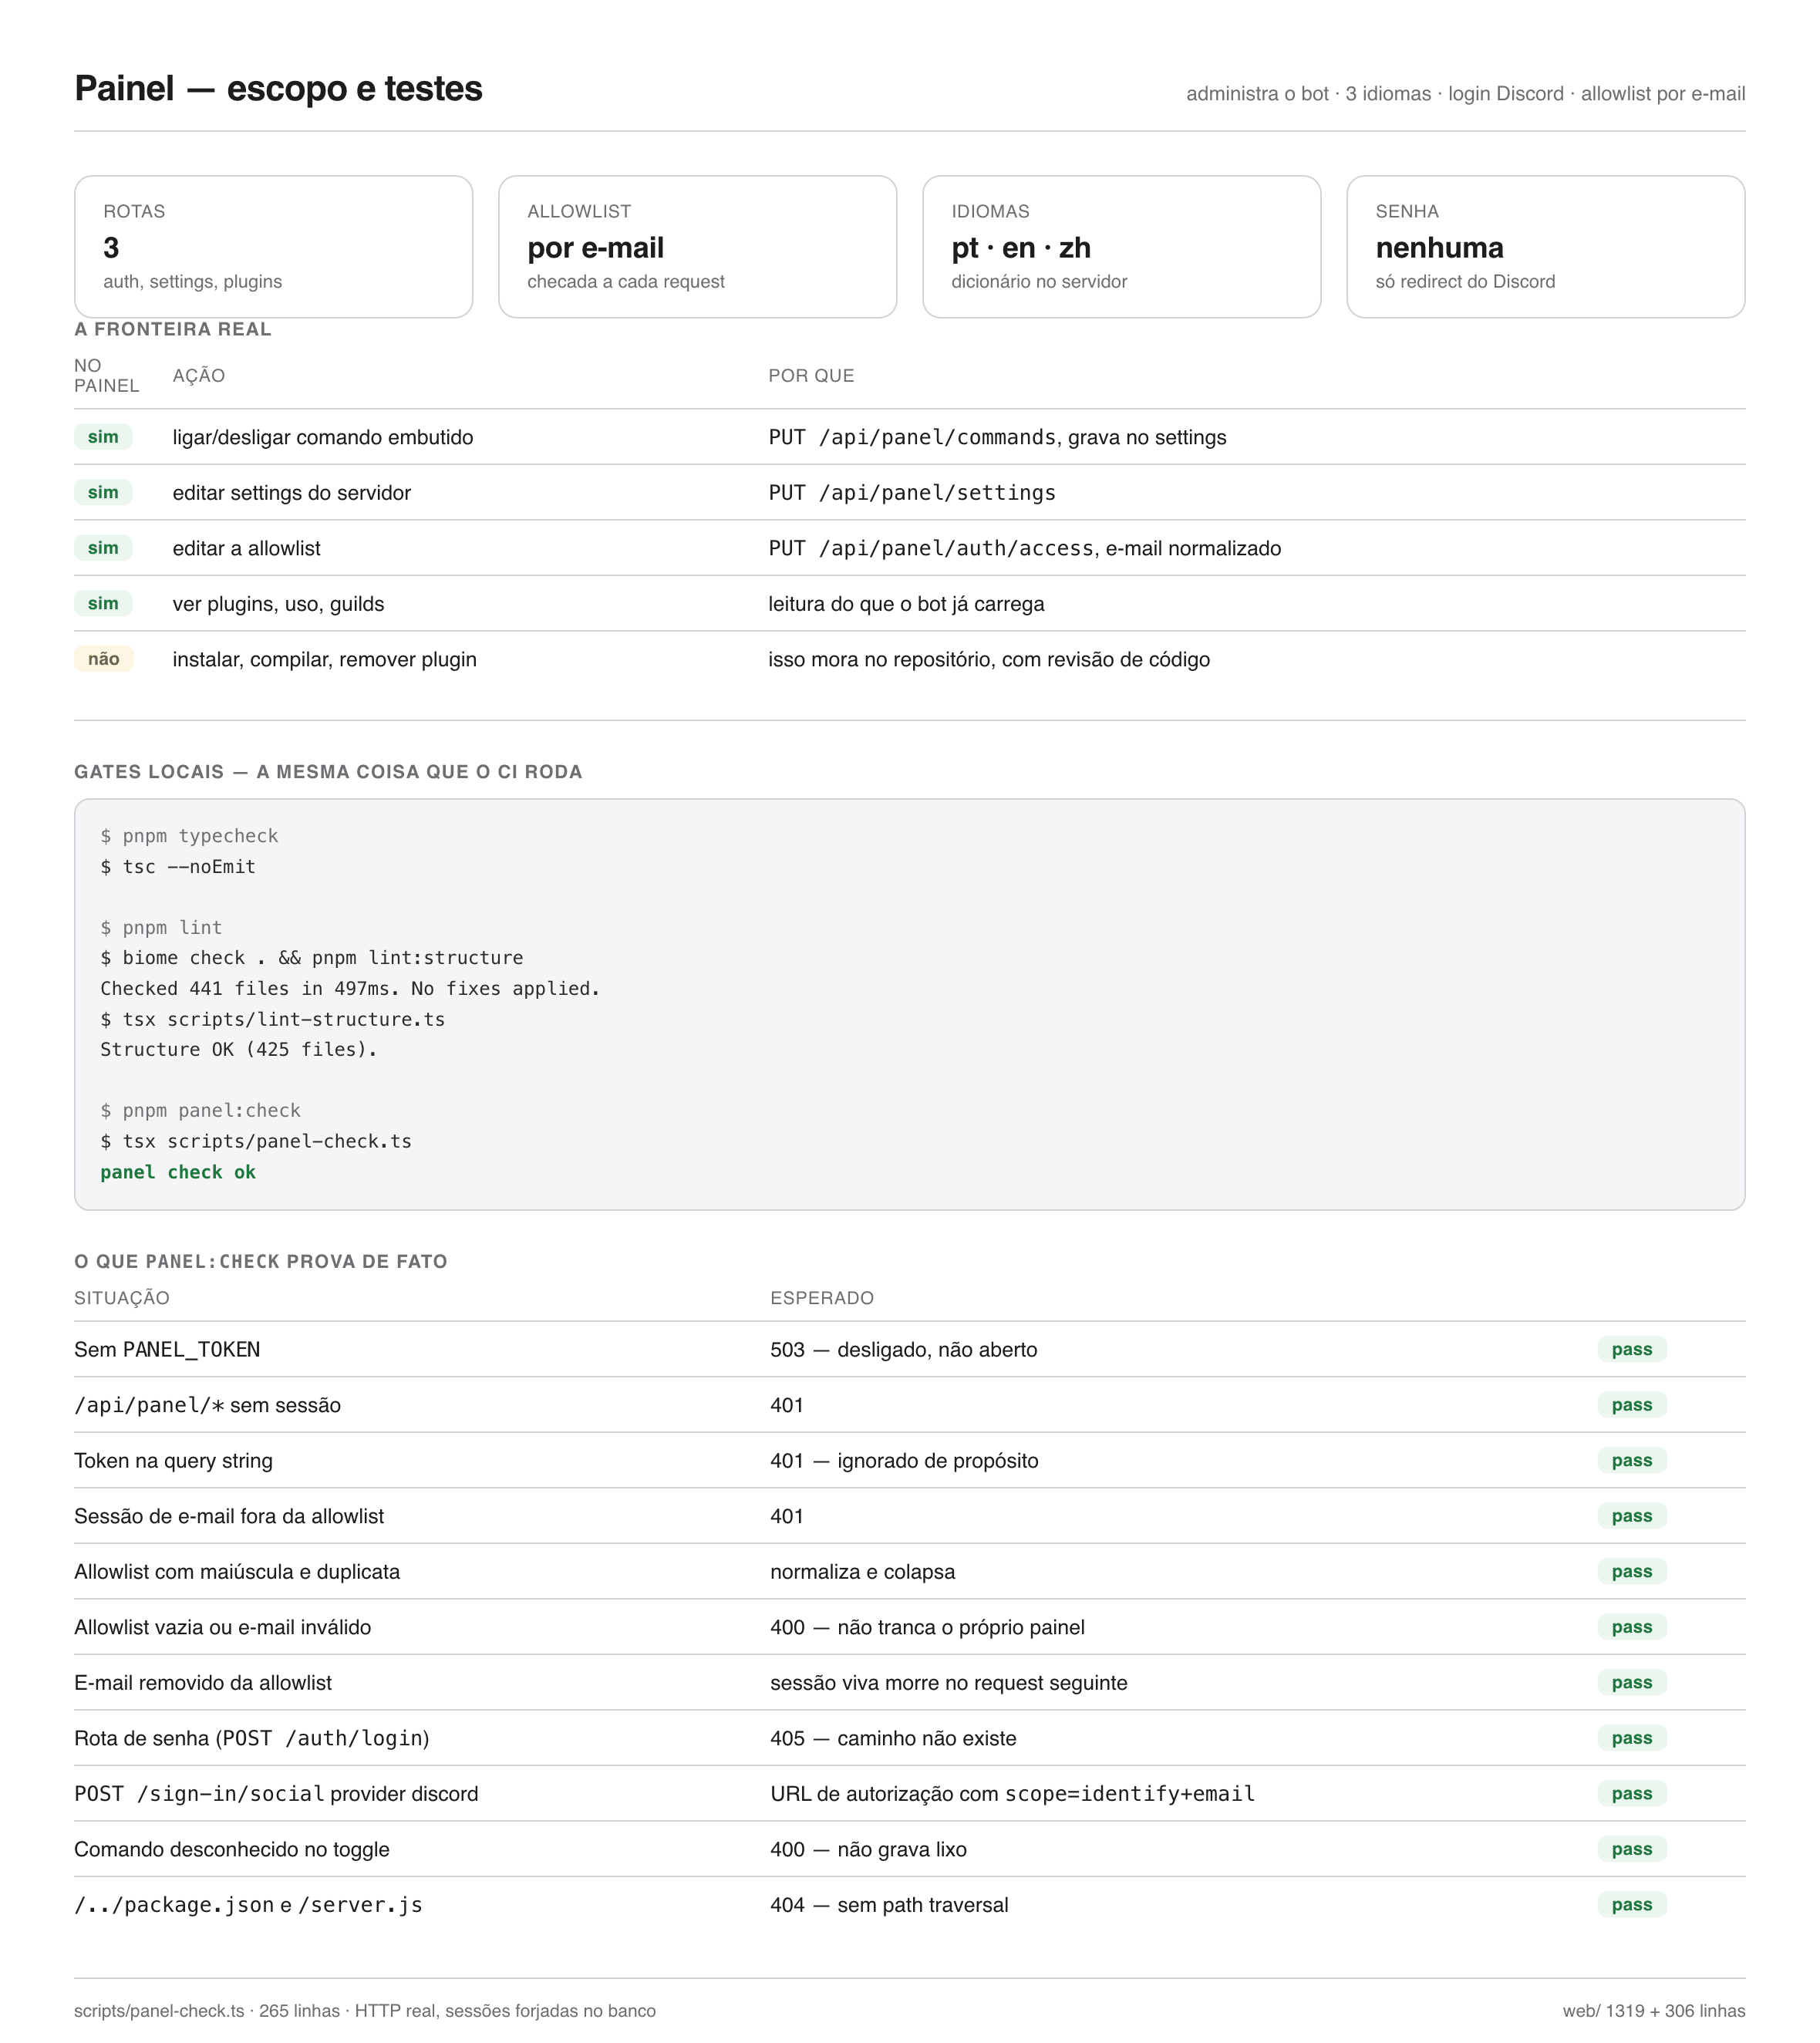 Painel — escopo e testes
administra o bot · 3 idiomas · login Discord · allowlist por e-mail
ROTAS
3
auth, settings, plugins
ALLOWLIST
por e-mail
checada a cada request
IDIOMAS
pt · en · zh
dicionário no servidor
SENHA
nenhuma
só redirect do Discord
A FRONTEIRA REAL
NO PAINEL AÇÃO POR QUE
sim ligar/desligar comando embutido PUT /api/panel/commands, grava no settings
sim editar settings do servidor PUT /api/panel/settings
sim editar a allowlist PUT /api/panel/auth/access, e-mail normalizado
sim ver plugins, uso, guilds leitura do que o bot já carrega
não instalar, compilar, remover plugin isso mora no repositório, com revisão de código
GATES LOCAIS — A MESMA COISA QUE O CI RODA
$ pnpm typecheck
$ tsc --noEmit
$ pnpm lint
$ biome check . && pnpm lint:structure
Checked 441 files in 497ms. No fixes applied.
$ tsx scripts/lint-structure.ts
Structure OK (425 files).
$ pnpm panel:check
$ tsx scripts/panel-check.ts
panel check ok
O QUE PANEL:CHECK PROVA DE FATO
SITUAÇÃO ESPERADO
Sem PANEL_TOKEN 503 — desligado, não aberto pass
/api/panel/* sem sessão 401 pass
Token na query string 401 — ignorado de propósito pass
Sessão de e-mail fora da allowlist 401 pass
Allowlist com maiúscula e duplicata normaliza e colapsa pass
Allowlist vazia ou e-mail inválido 400 — não tranca o próprio painel pass
E-mail removido da allowlist sessão viva morre no request seguinte pass
Rota de senha (POST /auth/login) 405 — caminho não existe pass
POST /sign-in/social provider discord URL de autorização com scope=identify+email pass
Comando desconhecido no toggle 400 — não grava lixo pass
/../package.json e /server.js 404 — sem path traversal pass
scripts/panel-check.ts · 265 linhas · HTTP real, sessões forjadas no banco
web/ 1319 + 306 linhas